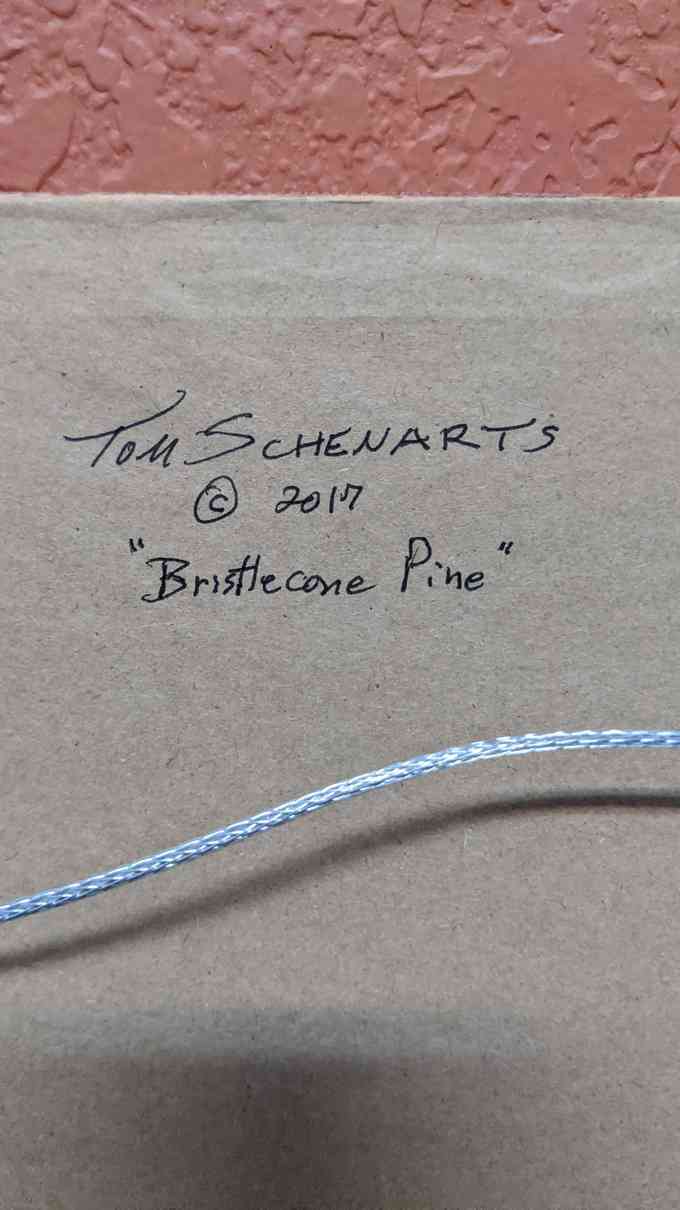 Tom SCHENARTS
© 2017
"Bristlecone Pine"